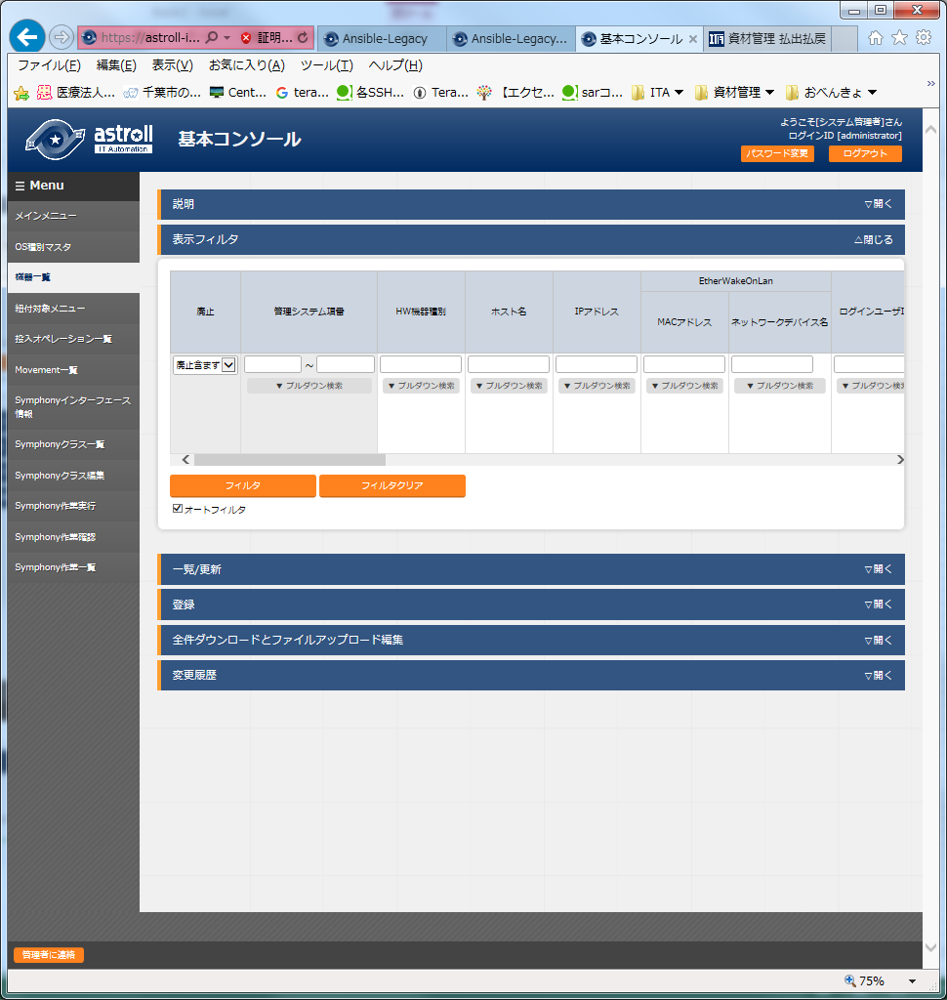 https://astroll-i... 証明...
Ansible-Legacy
Ansible-Legacy...
基本コンソール
資材管理 払出払戻
ファイル(F) 編集(E) 表示(V) お気に入り(A) ツール(T) ヘルプ(H)
医療法人... 千葉市の... Cent... tera... 各SSH... Tera... 【エクセ... sarコ... ITA ▼ 資材管理 ▼ おべんきょ ▼ »
astroll
IT Automation
基本コンソール
ようこそ[システム管理者]さん
ログインID [administrator]
パスワード変更 ログアウト
☰ Menu
メインメニュー
OS種別マスタ
機器一覧
紐付対象メニュー
投入オペレーション一覧
Movement一覧
Symphonyインターフェース
情報
Symphonyクラス一覧
Symphonyクラス編集
Symphony作業実行
Symphony作業確認
Symphony作業一覧
説明 ▽開く
表示フィルタ △閉じる
EtherWakeOnLan
廃止 管理システム項番 HW機器種別 ホスト名 IPアドレス MACアドレス ネットワークデバイス名 ログインユーザI
廃止含まず ～
▼ プルダウン検索 ▼ プルダウン検索 ▼ プルダウン検索 ▼ プルダウン検索 ▼ プルダウン検索 ▼ プルダウン検索 ▼ プルダウン検
フィルタ フィルタクリア
オートフィルタ
一覧/更新 ▽開く
登録 ▽開く
全件ダウンロードとファイルアップロード編集 ▽開く
変更履歴 ▽開く
管理者に連絡
75% ▼